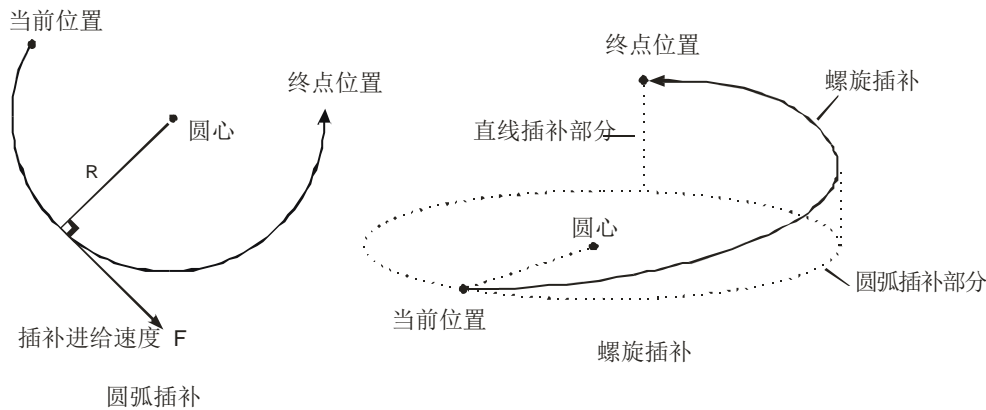 当前位置
终点位置
圆心
R
插补进给速度 F
圆弧插补
终点位置
螺旋插补
直线插补部分
圆心
圆弧插补部分
当前位置
螺旋插补